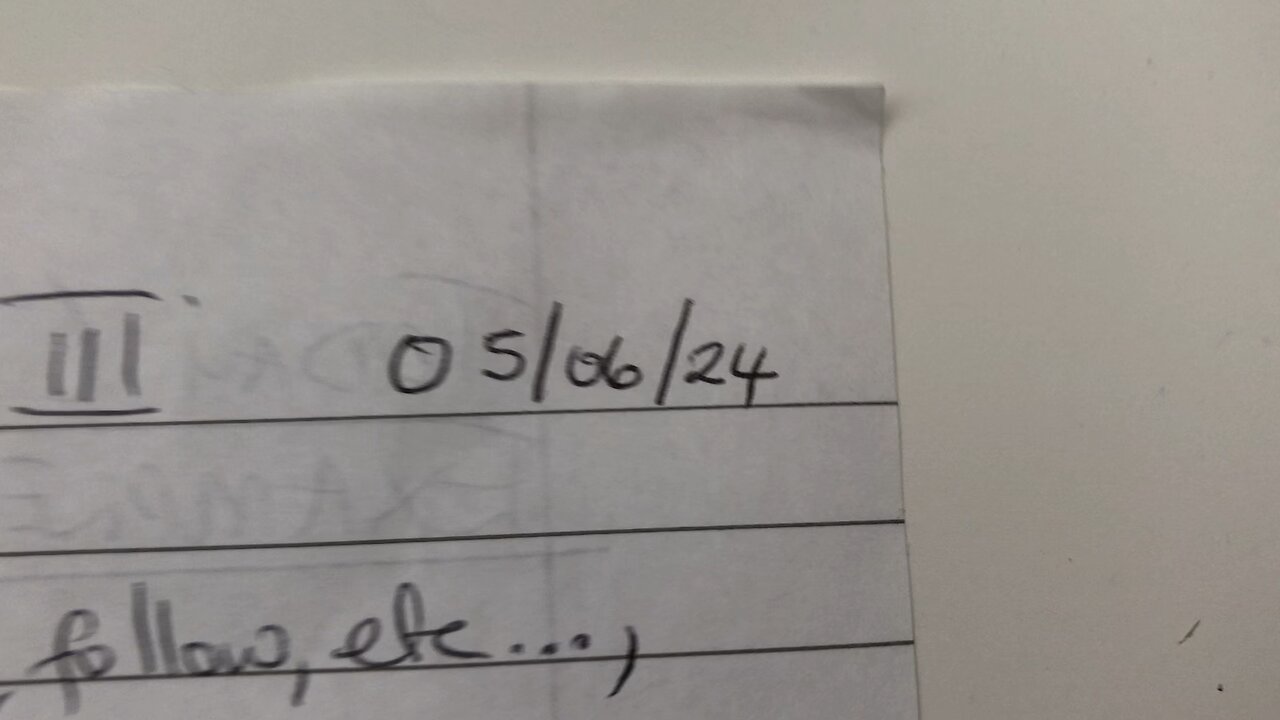 III 05/06/24
, follow, etc...,